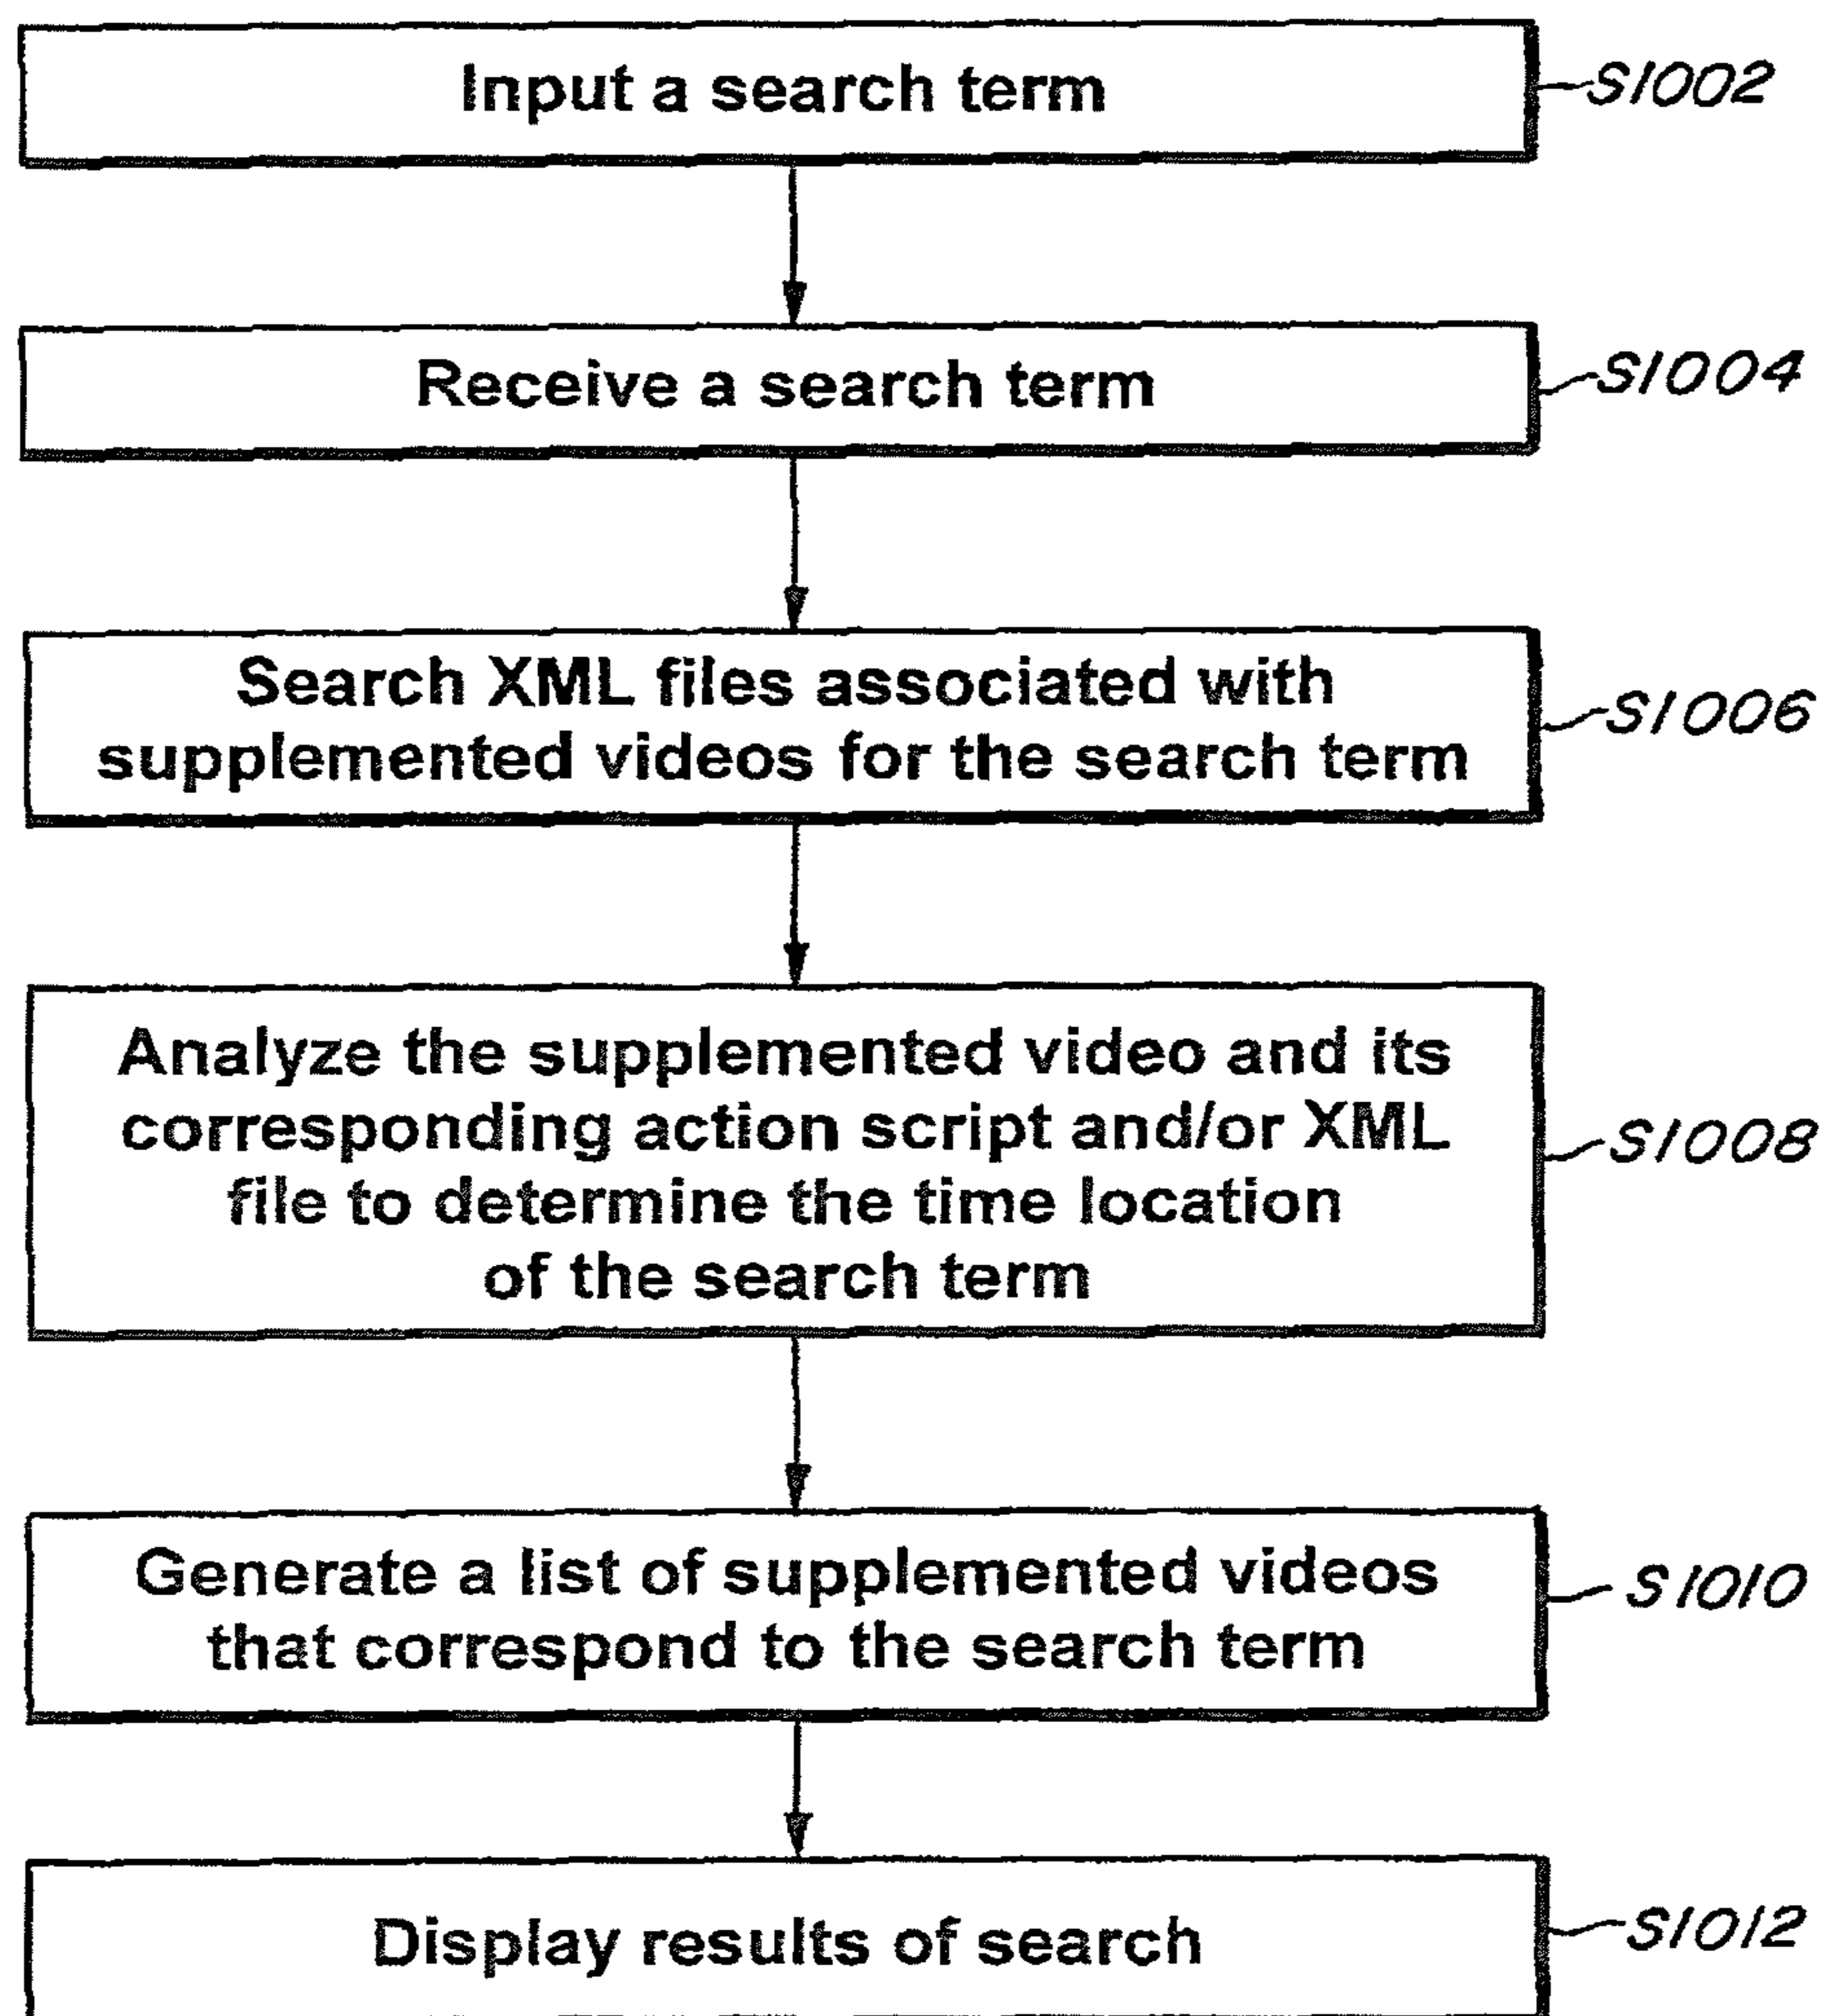 Input a search term
S1002
Receive a search term
S1004
Search XML files associated with
supplemented videos for the search term
S1006
Analyze the supplemented video and its
corresponding action script and/or XML
file to determine the time location
of the search term
S1008
Generate a list of supplemented videos
that correspond to the search term
S1010
Display results of search
S1012